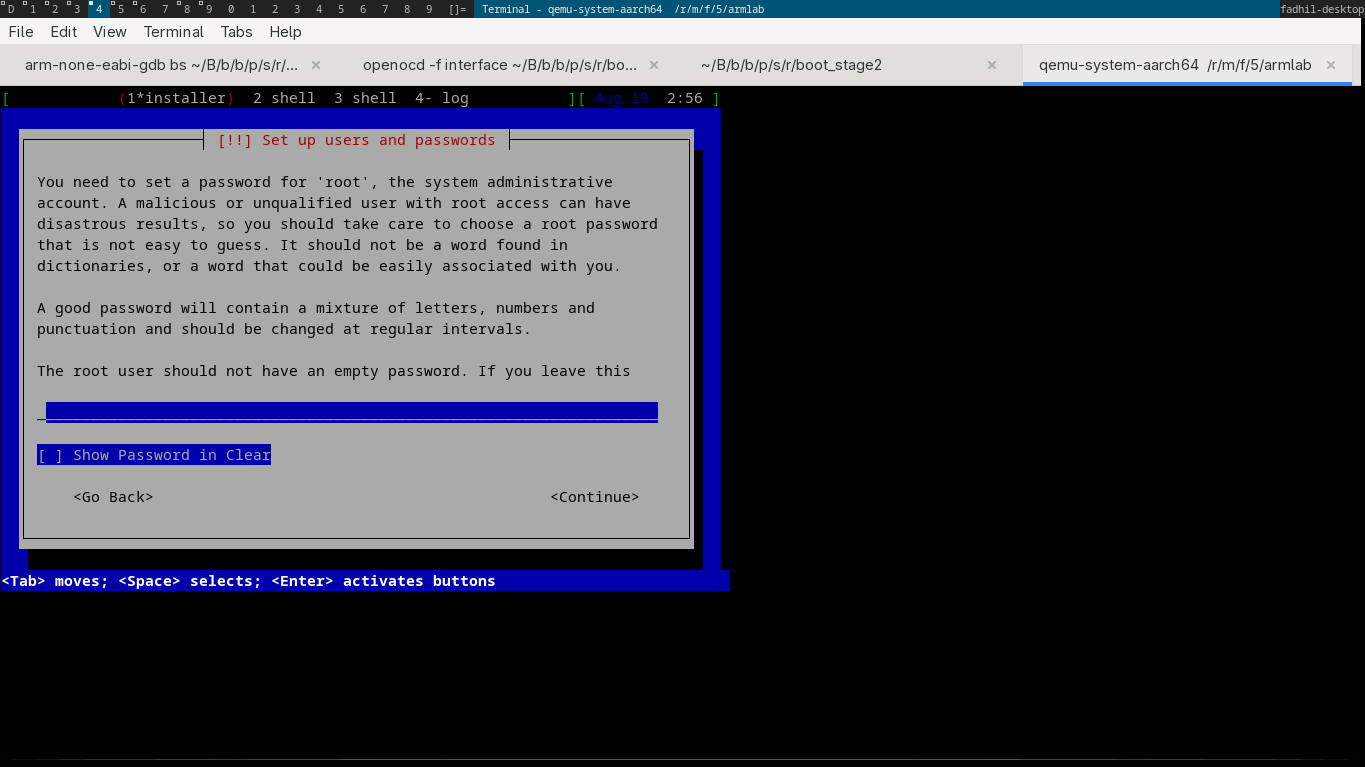 D 1 2 3 4 5 6 7 8 9 0 1 2 3 4 5 6 7 8 9 []= Terminal - qemu-system-aarch64 /r/m/f/5/armlab fadhil-desktop
File Edit View Terminal Tabs Help
arm-none-eabi-gdb bs ~/B/b/b/p/s/r/... × openocd -f interface ~/B/b/b/p/s/r/bo... × ~/B/b/b/p/s/r/boot_stage2 × qemu-system-aarch64 /r/m/f/5/armlab ×
[ (1*installer) 2 shell 3 shell 4- log ][ Aug 19 2:56 ]
[!!] Set up users and passwords
You need to set a password for 'root', the system administrative
account. A malicious or unqualified user with root access can have
disastrous results, so you should take care to choose a root password
that is not easy to guess. It should not be a word found in
dictionaries, or a word that could be easily associated with you.
A good password will contain a mixture of letters, numbers and
punctuation and should be changed at regular intervals.
The root user should not have an empty password. If you leave this
[ ] Show Password in Clear
<Go Back> <Continue>
<Tab> moves; <Space> selects; <Enter> activates buttons